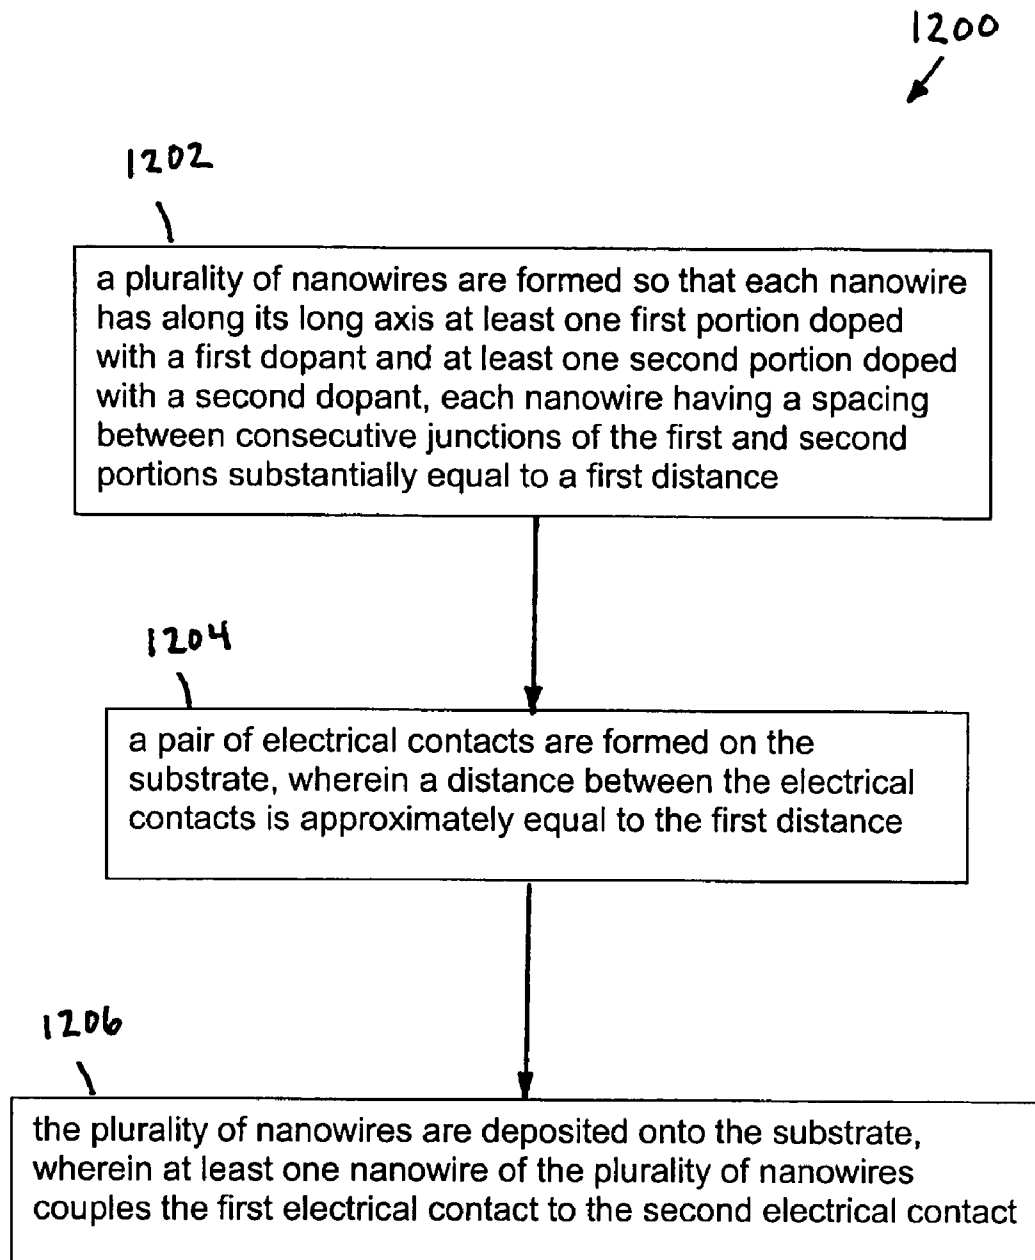 1200
1202
a plurality of nanowires are formed so that each nanowire
has along its long axis at least one first portion doped
with a first dopant and at least one second portion doped
with a second dopant, each nanowire having a spacing
between consecutive junctions of the first and second
portions substantially equal to a first distance
1204
a pair of electrical contacts are formed on the
substrate, wherein a distance between the electrical
contacts is approximately equal to the first distance
1206
the plurality of nanowires are deposited onto the substrate,
wherein at least one nanowire of the plurality of nanowires
couples the first electrical contact to the second electrical contact